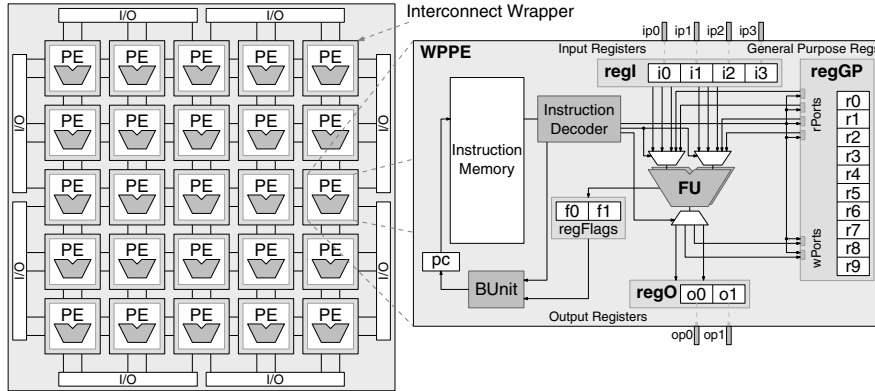 I/O
I/O
Interconnect Wrapper
PE
PE
PE
PE
PE
I/O
I/O
PE
PE
PE
PE
PE
PE
PE
PE
PE
PE
I/O
I/O
PE
PE
PE
PE
PE
PE
PE
PE
PE
PE
I/O
I/O
ip0
ip1
ip2
ip3
WPPE
Input Registers
General Purpose Regs
regI
i0
i1
i2
i3
regGP
Instruction Memory
Instruction Decoder
rPorts
r0
r1
r2
r3
r4
r5
r6
r7
r8
r9
FU
f0
f1
regFlags
wPorts
pc
BUnit
regO
o0
o1
Output Registers
op0
op1